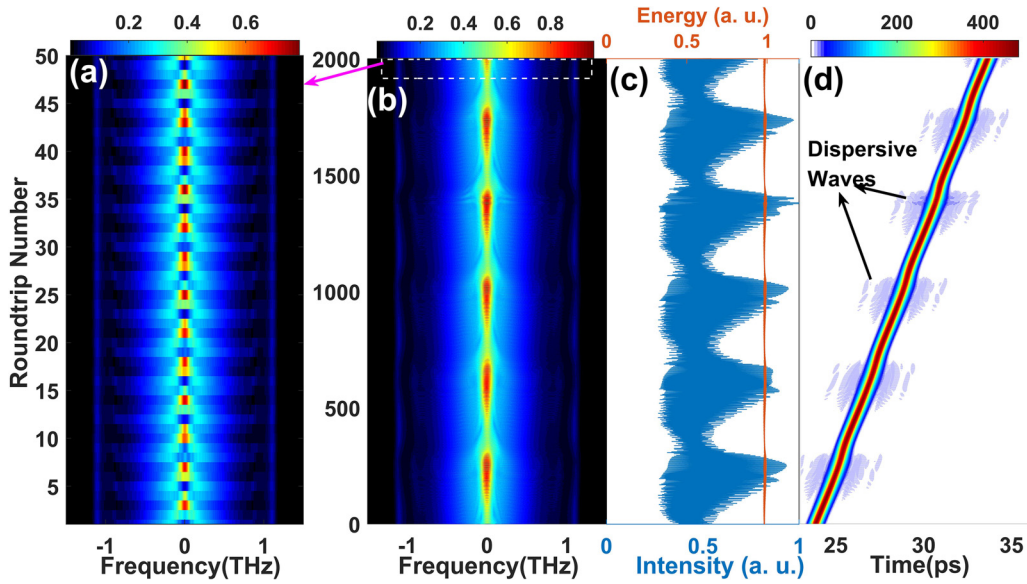 Energy (a. u.)
0.2 0.4 0.6
0.2 0.4 0.6 0.8
0 0.5 1
0 200 400
(a)
(b)
(c)
(d)
Roundtrip Number
50
45
40
35
30
25
20
15
10
5
2000
1500
1000
500
0
Dispersive
Waves
-1 0 1
-1 0 1
0 0.5 1
25 30 35
Frequency(THz)
Frequency(THz)
Intensity (a. u.)
Time(ps)